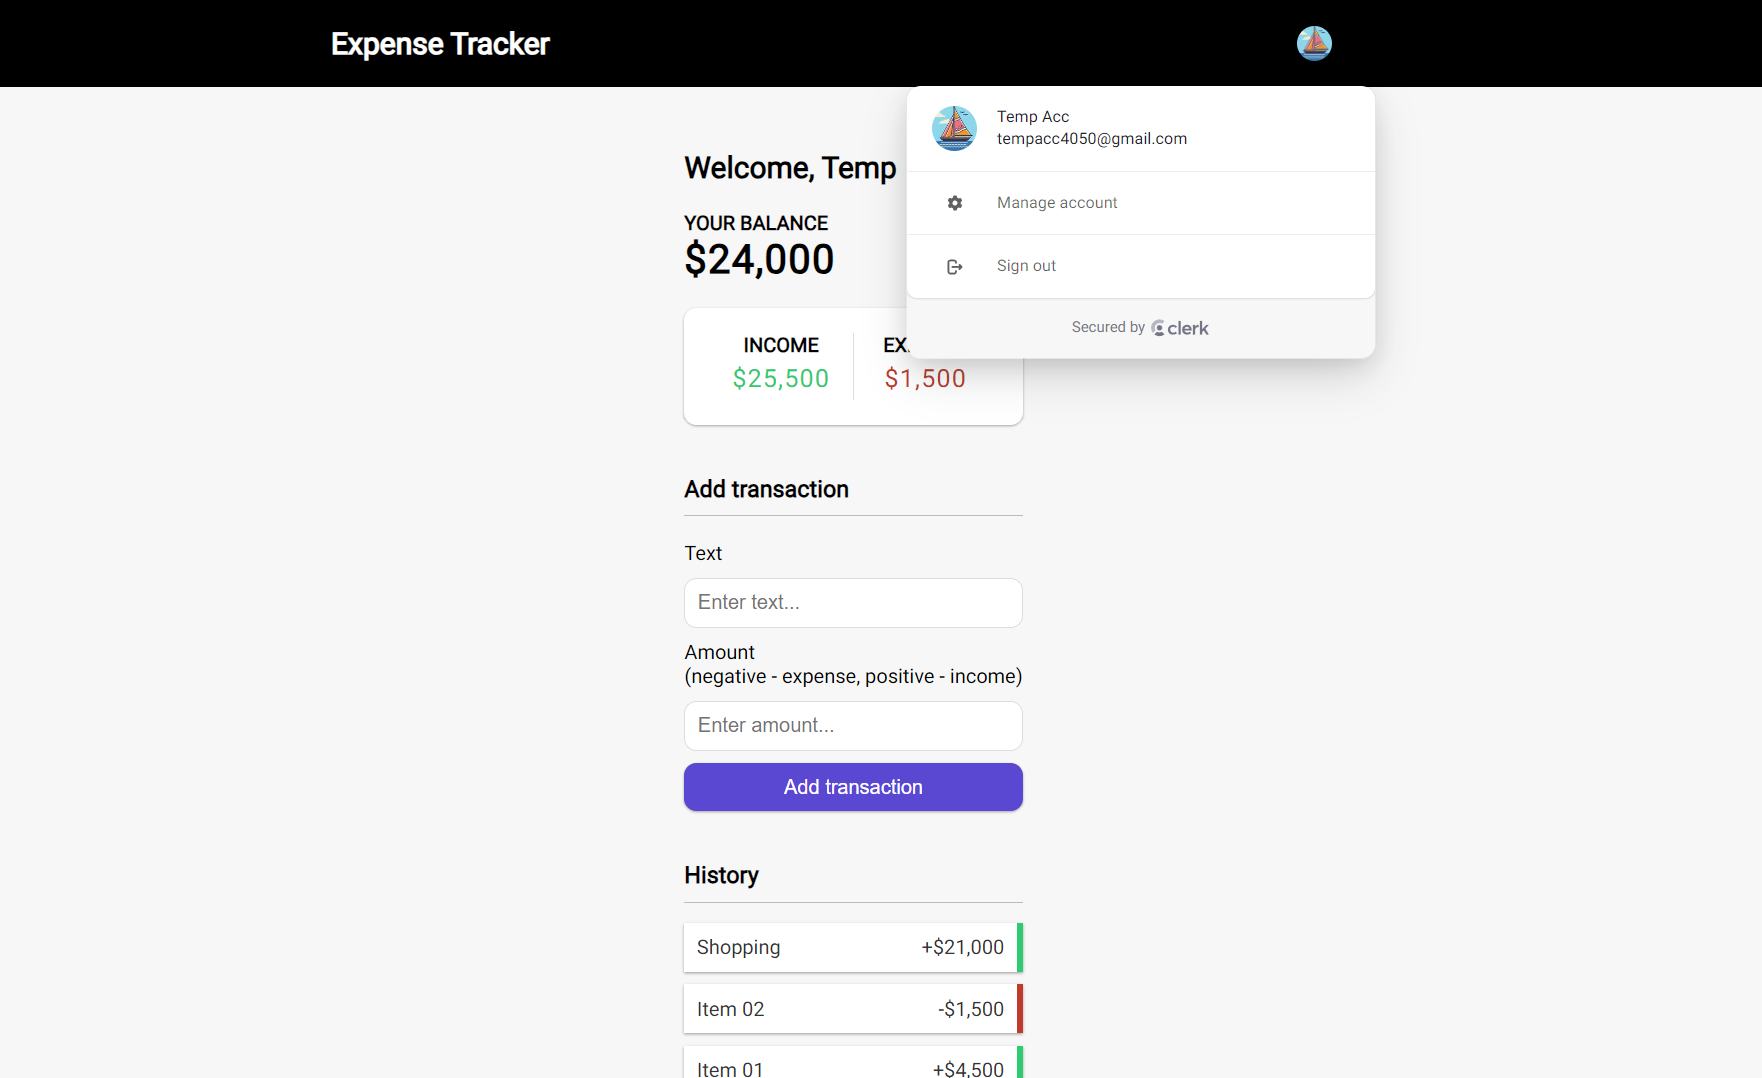 Expense Tracker
Temp Acc
tempacc4050@gmail.com
Manage account
Sign out
Secured by clerk
Welcome, Temp
YOUR BALANCE
$24,000
INCOME
$25,500
$1,500
Add transaction
Text
Enter text...
Amount
(negative - expense, positive - income)
Enter amount...
Add transaction
History
Shopping +$21,000
Item 02 -$1,500
Item 01 +$4,500